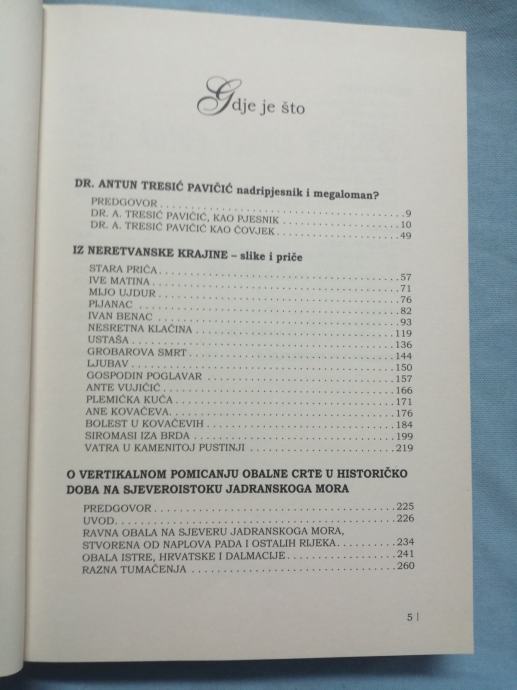 Gdje je što
DR. ANTUN TRESIĆ PAVIČIĆ nadripjesnik i megaloman?
PREDGOVOR 9
DR. A. TRESIĆ PAVIČIĆ, KAO PJESNIK 10
DR. A. TRESIĆ PAVIČIĆ KAO ČOVJEK 49
IZ NERETVANSKE KRAJINE – slike i priče
STARA PRIČA 57
IVE MATINA 71
MIJO UJDUR 76
PIJANAC 82
IVAN BENAC 93
NESRETNA KLAČINA 119
USTAŠA 136
GROBAROVA SMRT 144
LJUBAV 150
GOSPODIN POGLAVAR 157
ANTE VUJIČIĆ 166
PLEMIČKA KUĆA 171
ANE KOVAČEVA 176
BOLEST U KOVAČEVIH 184
SIROMASI IZA BRDA 199
VATRA U KAMENITOJ PUSTINJI 219
O VERTIKALNOM POMICANJU OBALNE CRTE U HISTORIČKO
DOBA NA SJEVEROISTOKU JADRANSKOGA MORA
PREDGOVOR 225
UVOD 226
RAVNA OBALA NA SJEVERU JADRANSKOGA MORA,
STVORENA OD NAPLOVA PADA I OSTALIH RIJEKA 234
OBALA ISTRE, HRVATSKE I DALMACIJE 241
RAZNA TUMAČENJA 260
5 |